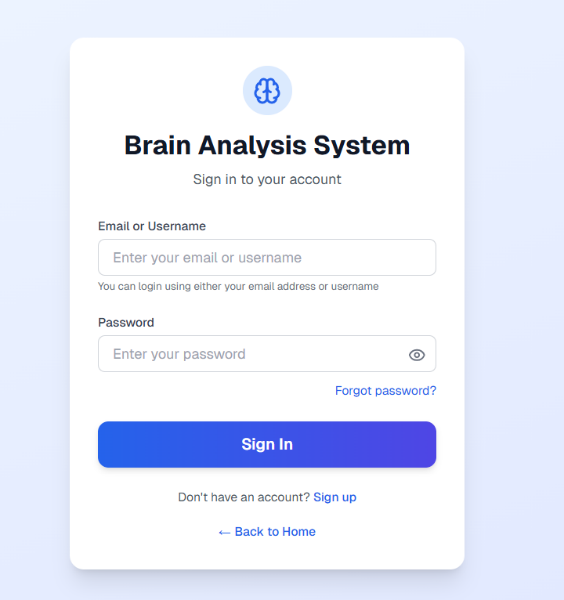 Brain Analysis System
Sign in to your account
Email or Username
Enter your email or username
You can login using either your email address or username
Password
Enter your password
Forgot password?
Sign In
Don't have an account? Sign up
← Back to Home